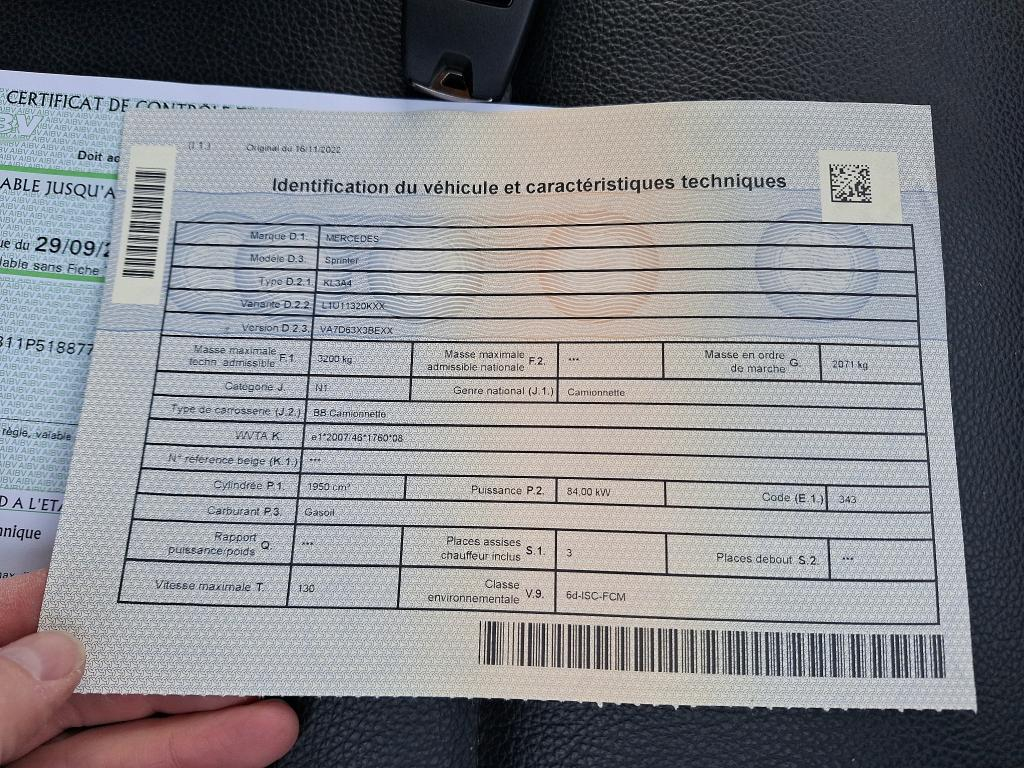 CERTIFICAT DE CONTRÔLE
Doit
ABLE JUSQU'A
ue du 29/09/
lable sans Fiche
311P518877
règle, valable
D A L'ETA
nnique
(I.1.) Original du 16/11/2022
Identification du véhicule et caractéristiques techniques
Marque D.1. MERCEDES
Modèle D.3. Sprinter
Type D.2.1. KL3A4
Variante D.2.2. L1U11320KXX
Version D.2.3. VA7D63X3BEXX
Masse maximale techn. admissible F.1. 3200 kg Masse maximale admissible nationale F.2. *** Masse en ordre de marche G. 2071 kg
Catégorie J. N1 Genre national (J.1.) Camionnette
Type de carrosserie (J.2.) BB Camionnette
WVTA K. e1*2007/46*1760*08
N° référence belge (K.1.) ***
Cylindrée P.1. 1950 cm³ Puissance P.2. 84,00 kW Code (E.1.) 343
Carburant P.3. Gasoil
Rapport puissance/poids Q. *** Places assises chauffeur inclus S.1. 3 Places debout S.2. ***
Vitesse maximale T. 130 Classe environnementale V.9. 6d-ISC-FCM